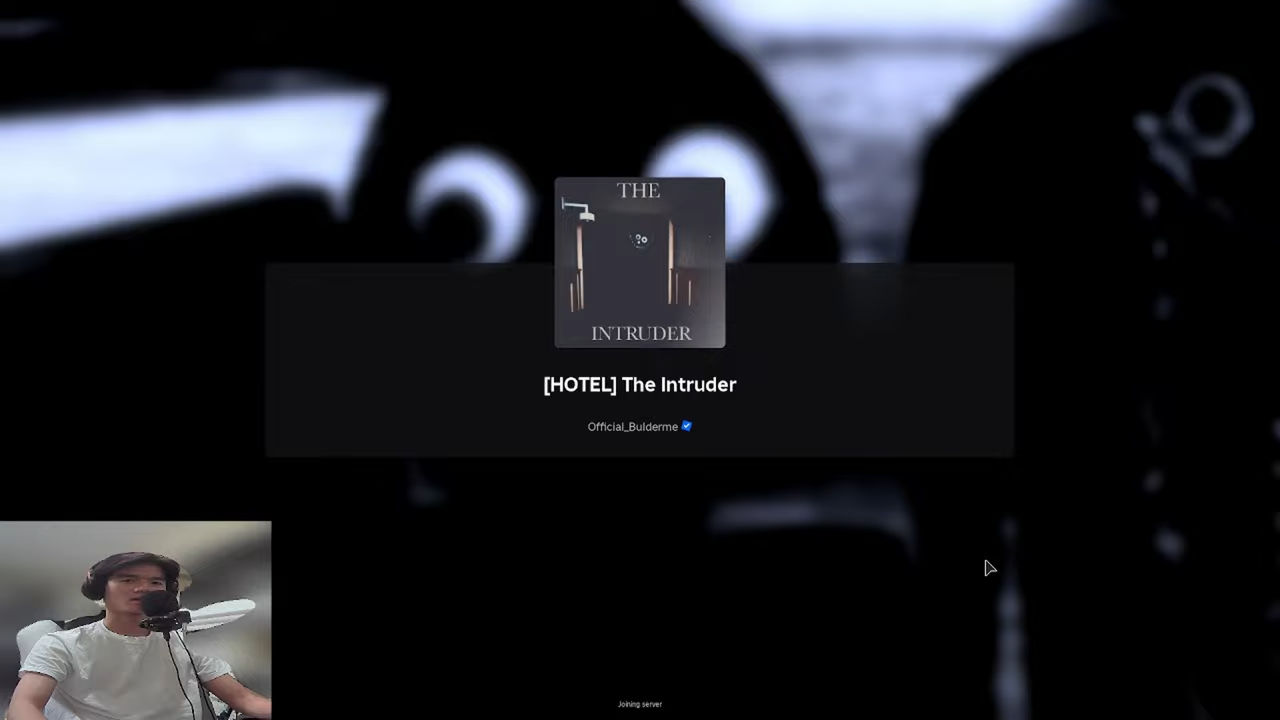 THE
INTRUDER
[HOTEL] The Intruder
Official_Bulderme
Joining server